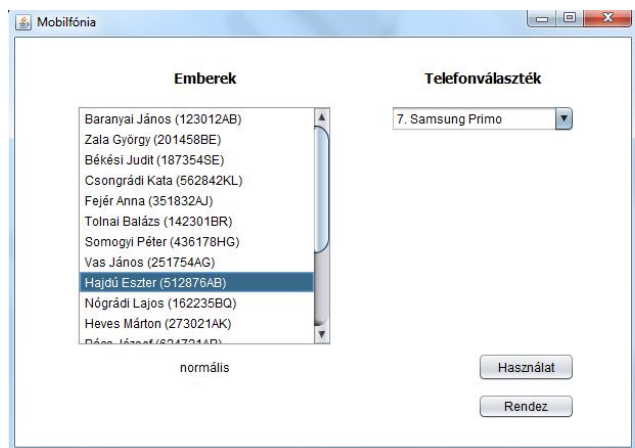 Mobilfónia
Emberek
Telefonválaszték
Baranyai János (123012AB)
7. Samsung Primo
Zala György (201458BE)
Békési Judit (187354SE)
Csongrádi Kata (562842KL)
Fejér Anna (351832AJ)
Tolnai Balázs (142301BR)
Somogyi Péter (436178HG)
Vas János (251754AG)
Hajdú Eszter (512876AB)
Nógrádi Lajos (162235BQ)
Heves Márton (273021AK)
normális
Használat
Rendez